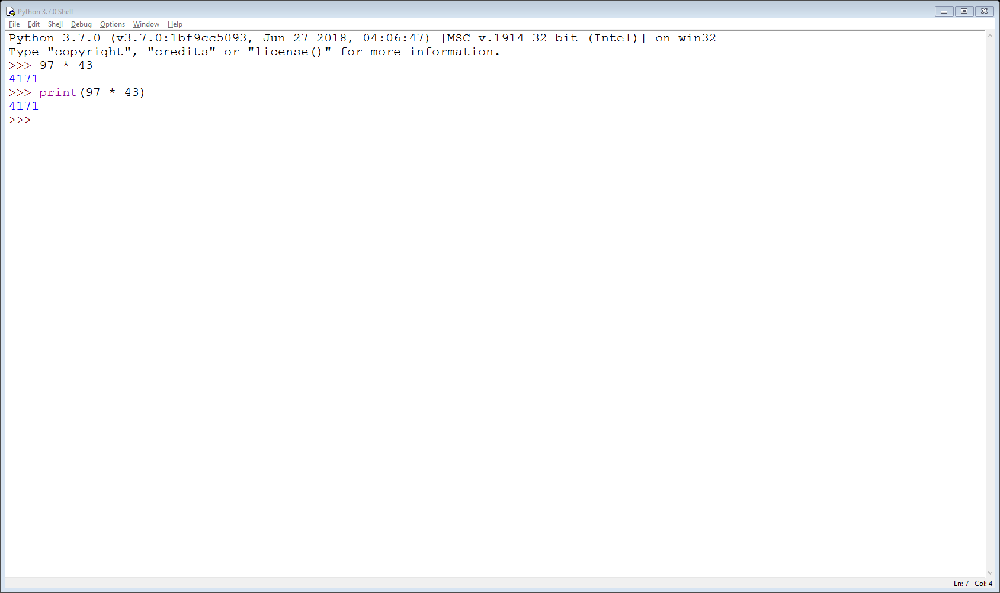 Python 3.7.0 Shell
File Edit Shell Debug Options Window Help
Python 3.7.0 (v3.7.0:1bf9cc5093, Jun 27 2018, 04:06:47) [MSC v.1914 32 bit (Intel)] on win32
Type "copyright", "credits" or "license()" for more information.
>>> 97 * 43
4171
>>> print(97 * 43)
4171
>>>
Ln: 7 Col: 4